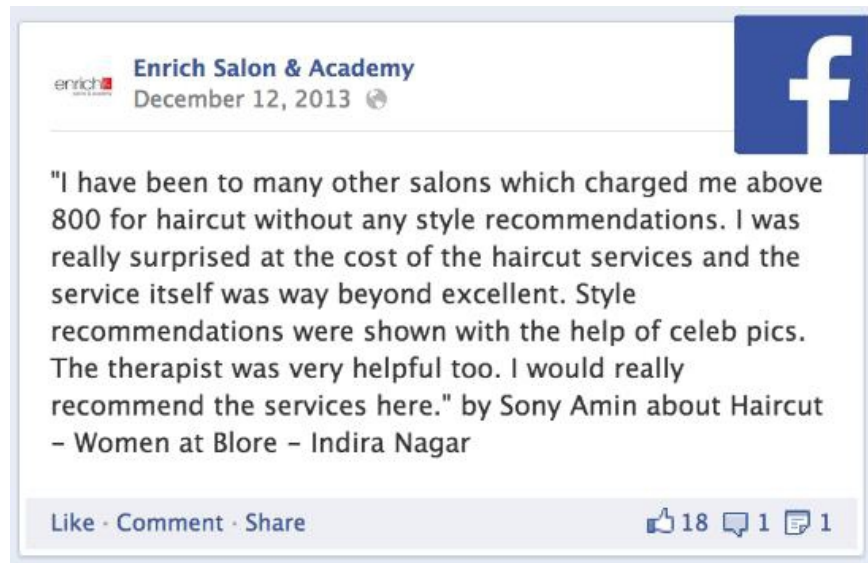 enrich
Enrich Salon & Academy
December 12, 2013
f
"I have been to many other salons which charged me above
800 for haircut without any style recommendations. I was
really surprised at the cost of the haircut services and the
service itself was way beyond excellent. Style
recommendations were shown with the help of celeb pics.
The therapist was very helpful too. I would really
recommend the services here." by Sony Amin about Haircut
– Women at Blore – Indira Nagar
Like · Comment · Share 18 1 1